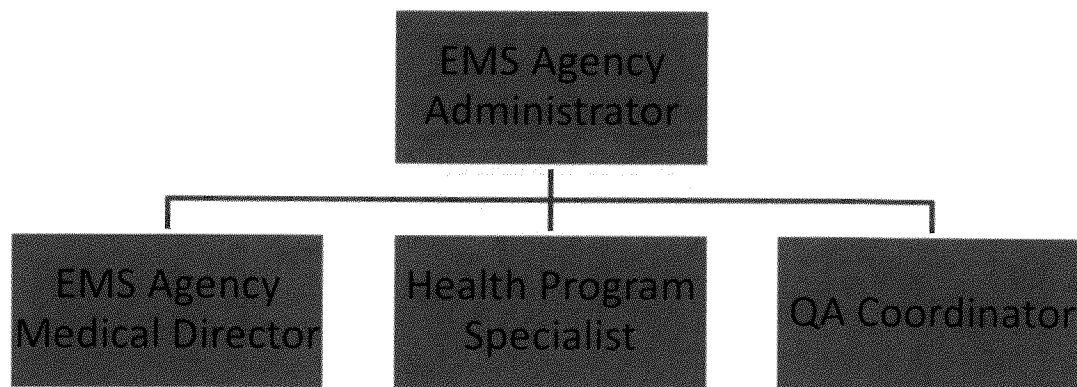 EMS Agency
Administrator
EMS Agency
Medical Director
Health Program
Specialist
QA Coordinator